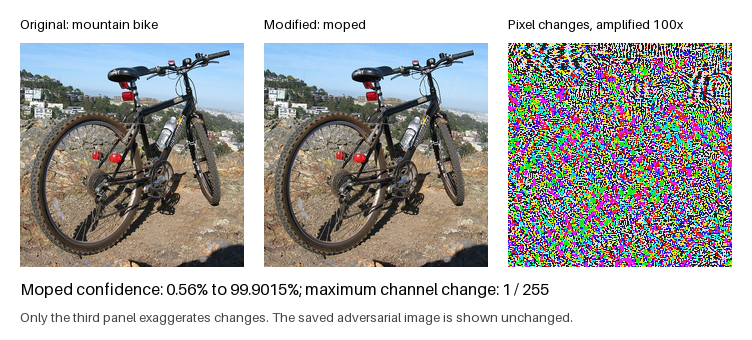 Original: mountain bike
Modified: moped
Pixel changes, amplified 100x
Moped confidence: 0.56% to 99.9015%; maximum channel change: 1 / 255
Only the third panel exaggerates changes. The saved adversarial image is shown unchanged.